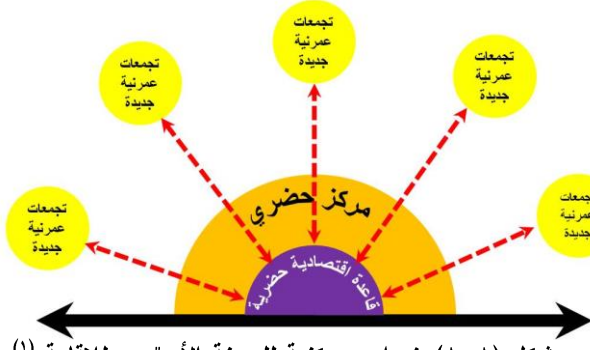 تجمعات
عمرنية
جديدة
تجمعات
عمرنية
جديدة
تجمعات
عمرنية
جديدة
تجمعات
عمرنية
جديدة
تجمعات
عمرنية
جديدة
مركز حضري
قاعدة اقتصادية حضرية
(١)